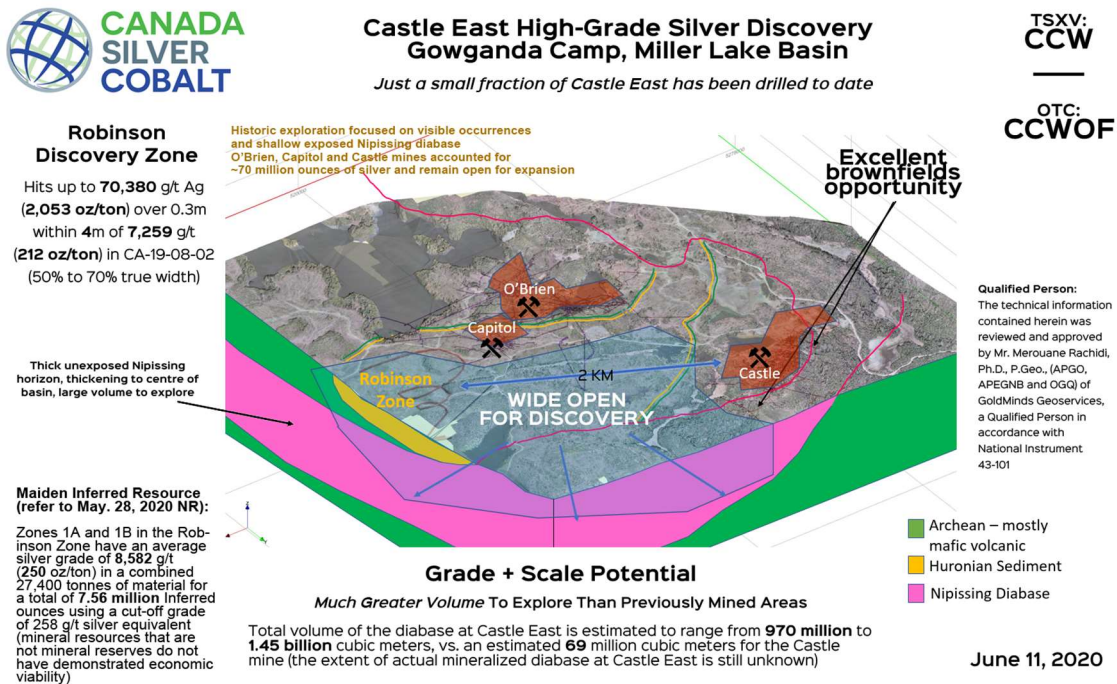 CANADA
SILVER
COBALT
Castle East High-Grade Silver Discovery
Gowganda Camp, Miller Lake Basin
Just a small fraction of Castle East has been drilled to date
TSXV:
CCW
OTC:
CCWOF
Robinson
Discovery Zone
Hits up to 70,380 g/t Ag
(2,053 oz/ton) over 0.3m
within 4m of 7,259 g/t
(212 oz/ton) in CA-19-08-02
(50% to 70% true width)
Historic exploration focused on visible occurrences
and shallow exposed Nipissing diabase
O'Brien, Capitol and Castle mines accounted for
~70 million ounces of silver and remain open for expansion
Excellent
brownfields
opportunity
O'Brien
Capitol
Castle
Robinson
Zone
2 KM
WIDE OPEN
FOR DISCOVERY
Thick unexposed Nipissing
horizon, thickening to centre of
basin, large volume to explore
Qualified Person:
The technical information
contained herein was
reviewed and approved
by Mr. Merouane Rachidi,
Ph.D., P.Geo., (APGO,
APEGNB and OGQ) of
GoldMinds Geoservices,
a Qualified Person in
accordance with
National Instrument
43-101
Maiden Inferred Resource
(refer to May. 28, 2020 NR):
Zones 1A and 1B in the Rob-
inson Zone have an average
silver grade of 8,582 g/t
(250 oz/ton) in a combined
27,400 tonnes of material for
a total of 7.56 million Inferred
ounces using a cut-off grade
of 258 g/t silver equivalent
(mineral resources that are
not mineral reserves do not
have demonstrated economic
viability)
Archean – mostly
mafic volcanic
Huronian Sediment
Nipissing Diabase
Grade + Scale Potential
Much Greater Volume To Explore Than Previously Mined Areas
Total volume of the diabase at Castle East is estimated to range from 970 million to
1.45 billion cubic meters, vs. an estimated 69 million cubic meters for the Castle
mine (the extent of actual mineralized diabase at Castle East is still unknown)
June 11, 2020